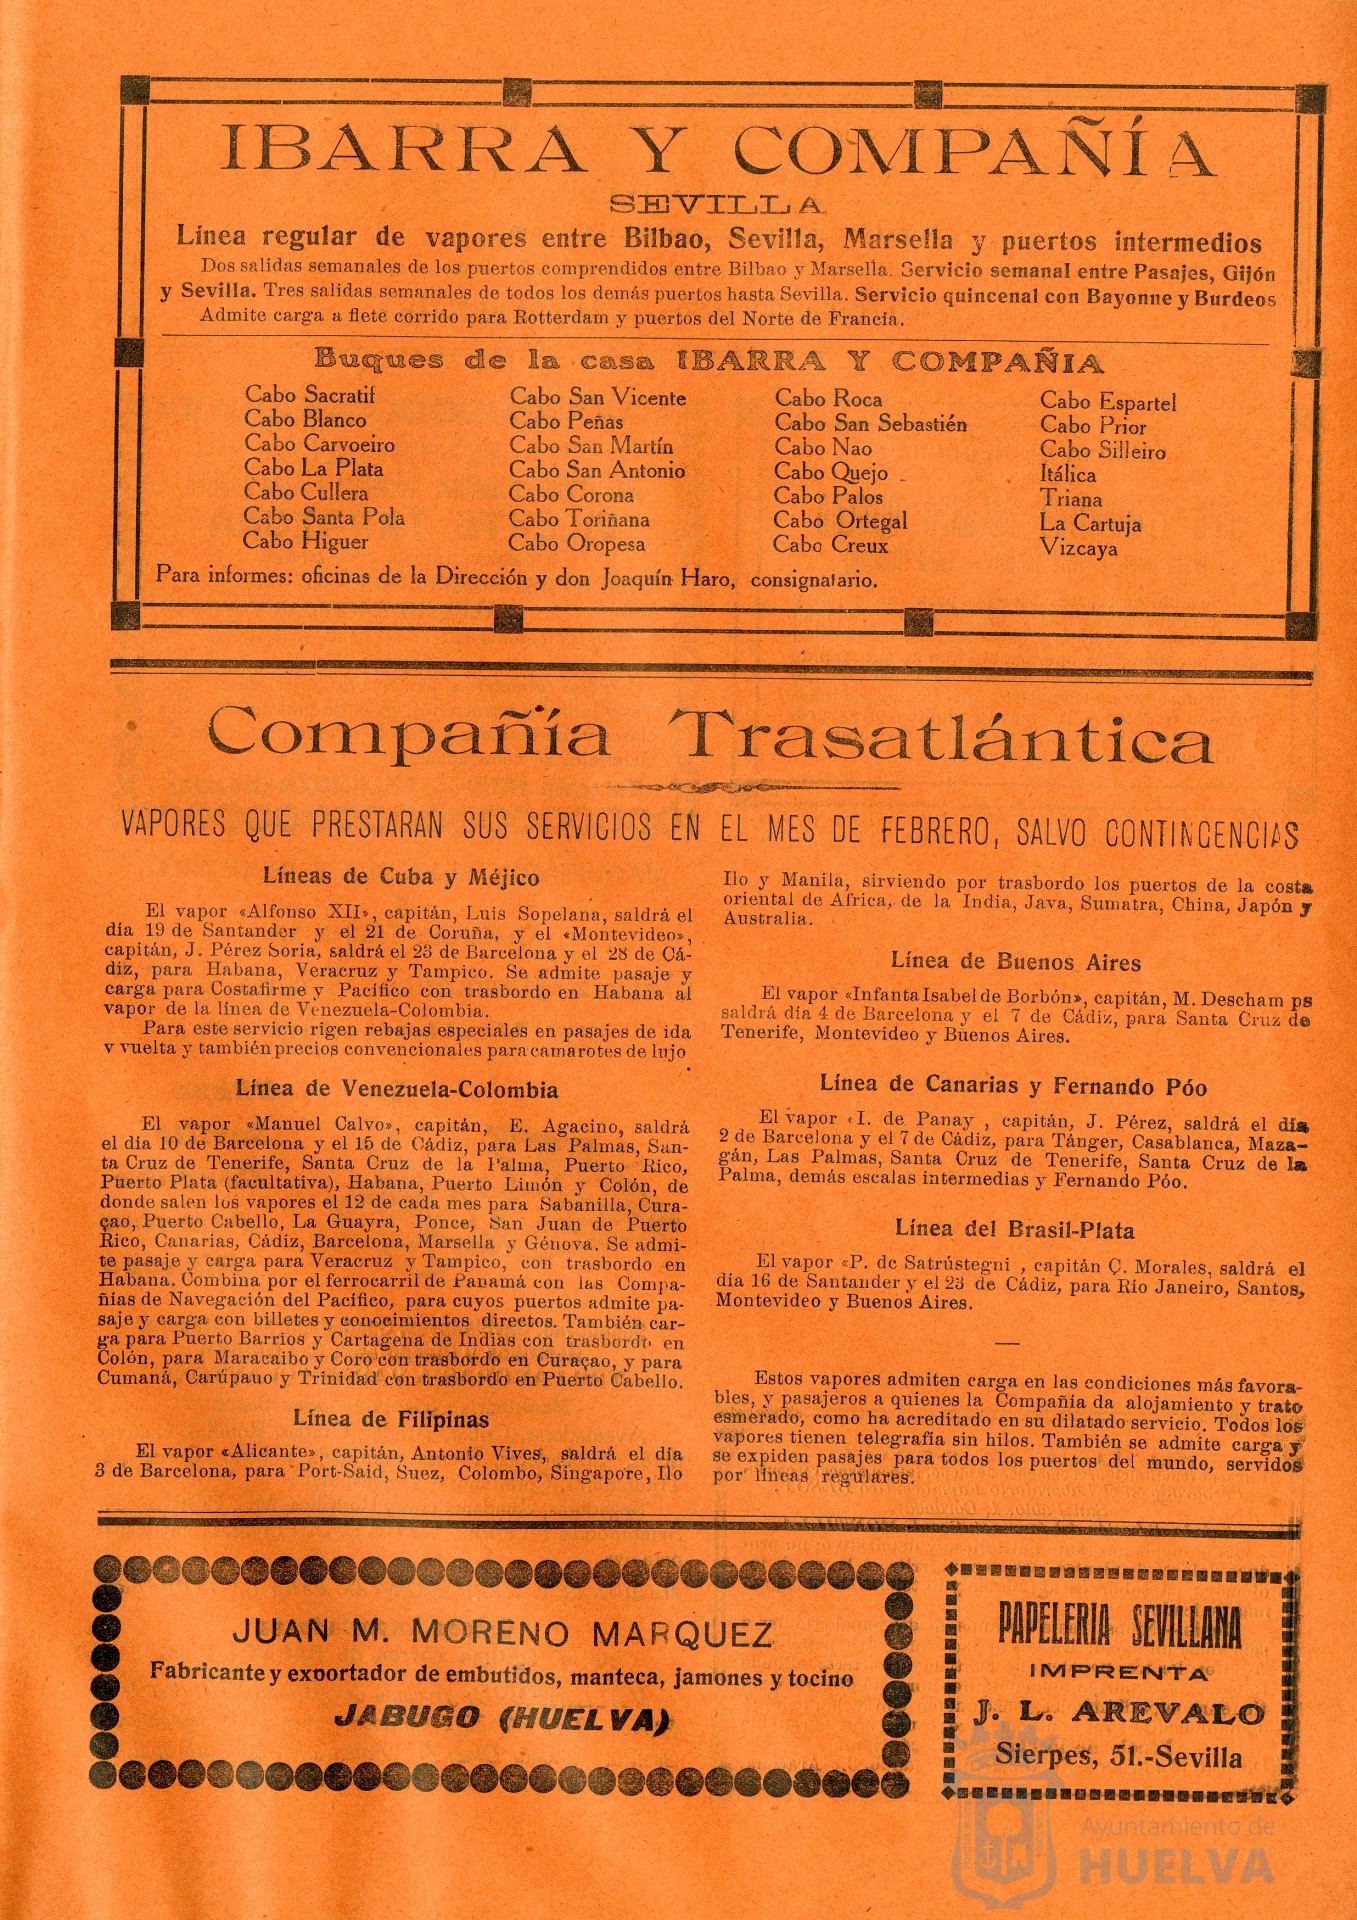 IBARRA Y COMPAÑÍA
SEVILLA
Línea regular de vapores entre Bilbao, Sevilla, Marsella y puertos intermedios
Dos salidas semanales de los puertos comprendidos entre Bilbao y Marsella. Servicio semanal entre Pasajes, Gijón
y Sevilla. Tres salidas semanales de todos los demás puertos hasta Sevilla. Servicio quincenal con Bayonne y Burdeos
Admite carga a flete corrido para Rotterdam y puertos del Norte de Francia.
Buques de la casa IBARRA Y COMPAÑIA
Cabo Sacratif
Cabo Blanco
Cabo Carvoeiro
Cabo La Plata
Cabo Cullera
Cabo Santa Pola
Cabo Higuer
Cabo San Vicente
Cabo Peñas
Cabo San Martín
Cabo San Antonio
Cabo Corona
Cabo Toriñana
Cabo Oropesa
Cabo Roca
Cabo San Sebastién
Cabo Nao
Cabo Quejo
Cabo Palos
Cabo Ortegal
Cabo Creux
Cabo Espartel
Cabo Prior
Cabo Silleiro
Itálica
Triana
La Cartuja
Vizcaya
Para informes: oficinas de la Dirección y don Joaquín Haro, consignatario.
Compañía Trasatlántica
VAPORES QUE PRESTARAN SUS SERVICIOS EN EL MES DE FEBRERO, SALVO CONTINGENCIAS
Líneas de Cuba y Méjico
El vapor «Alfonso XII», capitán, Luis Sopelana, saldrá el
día 19 de Santander y el 21 de Coruña, y el «Montevideo»,
capitán, J. Pérez Soria, saldrá el 23 de Barcelona y el 28 de Cá-
diz, para Habana, Veracruz y Tampico. Se admite pasaje y
carga para Costafirme y Pacífico con trasbordo en Habana al
vapor de la línea de Venezuela-Colombia.
Para este servicio rigen rebajas especiales en pasajes de ida
y vuelta y también precios convencionales para camarotes de lujo
Línea de Venezuela-Colombia
El vapor «Manuel Calvo», capitán, E. Agacino, saldrá
el día 10 de Barcelona y el 15 de Cádiz, para Las Palmas, San-
ta Cruz de Tenerife, Santa Cruz de la Palma, Puerto Rico,
Puerto Plata (facultativa), Habana, Puerto Limón y Colón, de
donde salen los vapores el 12 de cada mes para Sabanilla, Cura-
çao, Puerto Cabello, La Guayra, Ponce, San Juan de Puerto
Rico, Canarias, Cádiz, Barcelona, Marsella y Génova. Se admi-
te pasaje y carga para Veracruz y Tampico, con trasbordo en
Habana. Combina por el ferrocarril de Panamá con las Compa-
ñias de Navegación del Pacífico, para cuyos puertos admite pa-
saje y carga con billetes y conocimientos directos. También car-
ga para Puerto Barrios y Cartagena de Indias con trasbordo en
Colón, para Maracaibo y Coro con trasbordo en Curaçao, y para
Cumaná, Carúpano y Trinidad con trasbordo en Puerto Cabello.
Línea de Filipinas
El vapor «Alicante», capitán, Antonio Vives, saldrá el día
3 de Barcelona, para Port-Said, Suez, Colombo, Singapore, Ilo
Ilo y Manila, sirviendo por trasbordo los puertos de la costa
oriental de Africa, de la India, Java, Sumatra, China, Japón y
Australia.
Línea de Buenos Aires
El vapor «Infanta Isabel de Borbón», capitán, M. Descham ps
saldrá día 4 de Barcelona y el 7 de Cádiz, para Santa Cruz de
Tenerife, Montevideo y Buenos Aires.
Línea de Canarias y Fernando Póo
El vapor «I. de Panay , capitán, J. Pérez, saldrá el día
2 de Barcelona y el 7 de Cádiz, para Tánger, Casablanca, Maza-
gán, Las Palmas, Santa Cruz de Tenerife, Santa Cruz de la
Palma, demás escalas intermedias y Fernando Póo.
Línea del Brasil-Plata
El vapor «P. de Satrústegni , capitán Ç. Morales, saldrá el
día 16 de Santander y el 23 de Cádiz, para Río Janeiro, Santos,
Montevideo y Buenos Aires.
Estos vapores admiten carga en las condiciones más favora-
bles, y pasajeros a quienes la Compañía da alojamiento y trato
esmerado, como ha acreditado en su dilatado servicio. Todos los
vapores tienen telegrafía sin hilos. También se admite carga y
se expiden pasajes para todos los puertos del mundo, servidos
por líneas regulares.
JUAN M. MORENO MARQUEZ
Fabricante y exportador de embutidos, manteca, jamones y tocino
JABUGO (HUELVA)
PAPELERIA SEVILLANA
IMPRENTA
J. L. AREVALO
Sierpes, 51.-Sevilla
Ayuntamiento de
HUELVA